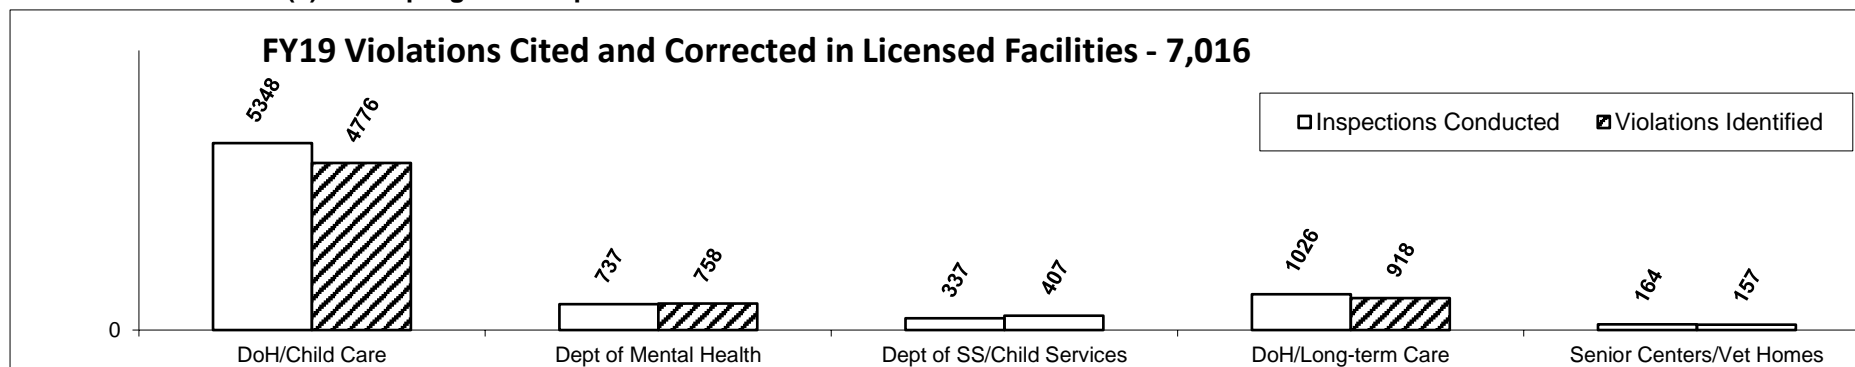 FY19 Violations Cited and Corrected in Licensed Facilities - 7,016
5348
4776
737
758
337
407
1026
918
164
157
Inspections Conducted
Violations Identified
0
DoH/Child Care
Dept of Mental Health
Dept of SS/Child Services
DoH/Long-term Care
Senior Centers/Vet Homes